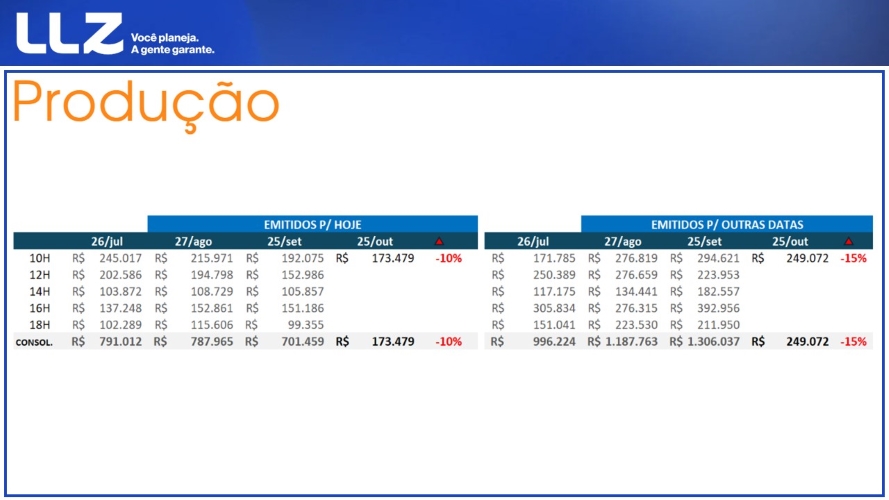 LLZ
Você planeja.
A gente garante.
Produção
EMITIDOS P/ HOJE EMITIDOS P/ OUTRAS DATAS
26/jul 27/ago 25/set 25/out 26/jul 27/ago 25/set 25/out
10H R$ 245.017 R$ 215.971 R$ 192.075 R$ 173.479 -10% R$ 171.785 R$ 276.819 R$ 294.621 R$ 249.072 -15%
12H R$ 202.586 R$ 194.798 R$ 152.986 R$ 250.389 R$ 276.659 R$ 223.953
14H R$ 103.872 R$ 108.729 R$ 105.857 R$ 117.175 R$ 134.441 R$ 182.557
16H R$ 137.248 R$ 152.861 R$ 151.186 R$ 305.834 R$ 276.315 R$ 392.956
18H R$ 102.289 R$ 115.606 R$ 99.355 R$ 151.041 R$ 223.530 R$ 211.950
CONSOL. R$ 791.012 R$ 787.965 R$ 701.459 R$ 173.479 -10% R$ 996.224 R$ 1.187.763 R$ 1.306.037 R$ 249.072 -15%